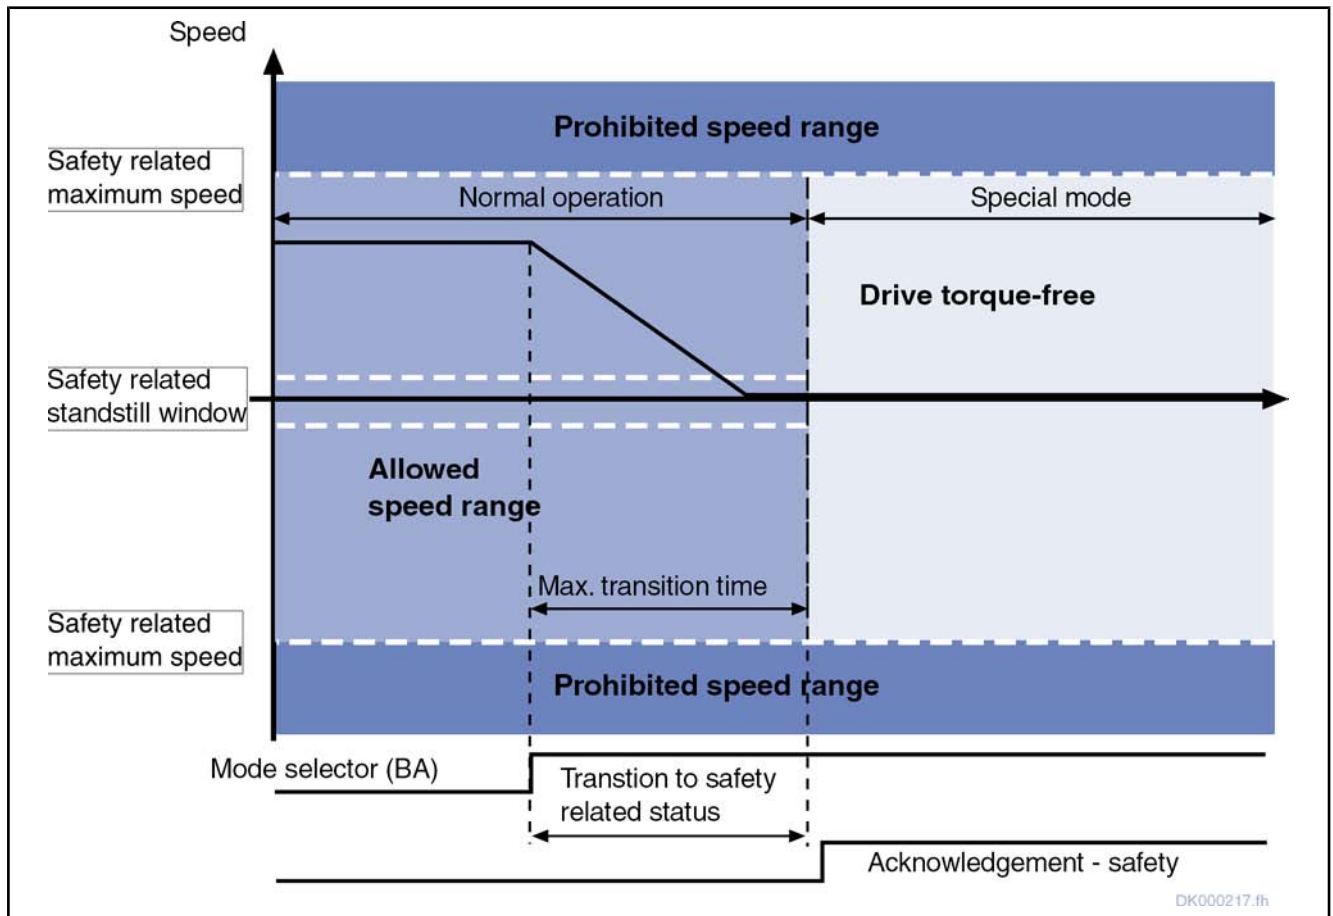 Speed
Prohibited speed range
Safety related
maximum speed
Normal operation
Special mode
Drive torque-free
Safety related
standstill window
Allowed
speed range
Max. transition time
Safety related
maximum speed
Prohibited speed range
Mode selector (BA)
Transtion to safety
related status
Acknowledgement - safety
DK000217.fh